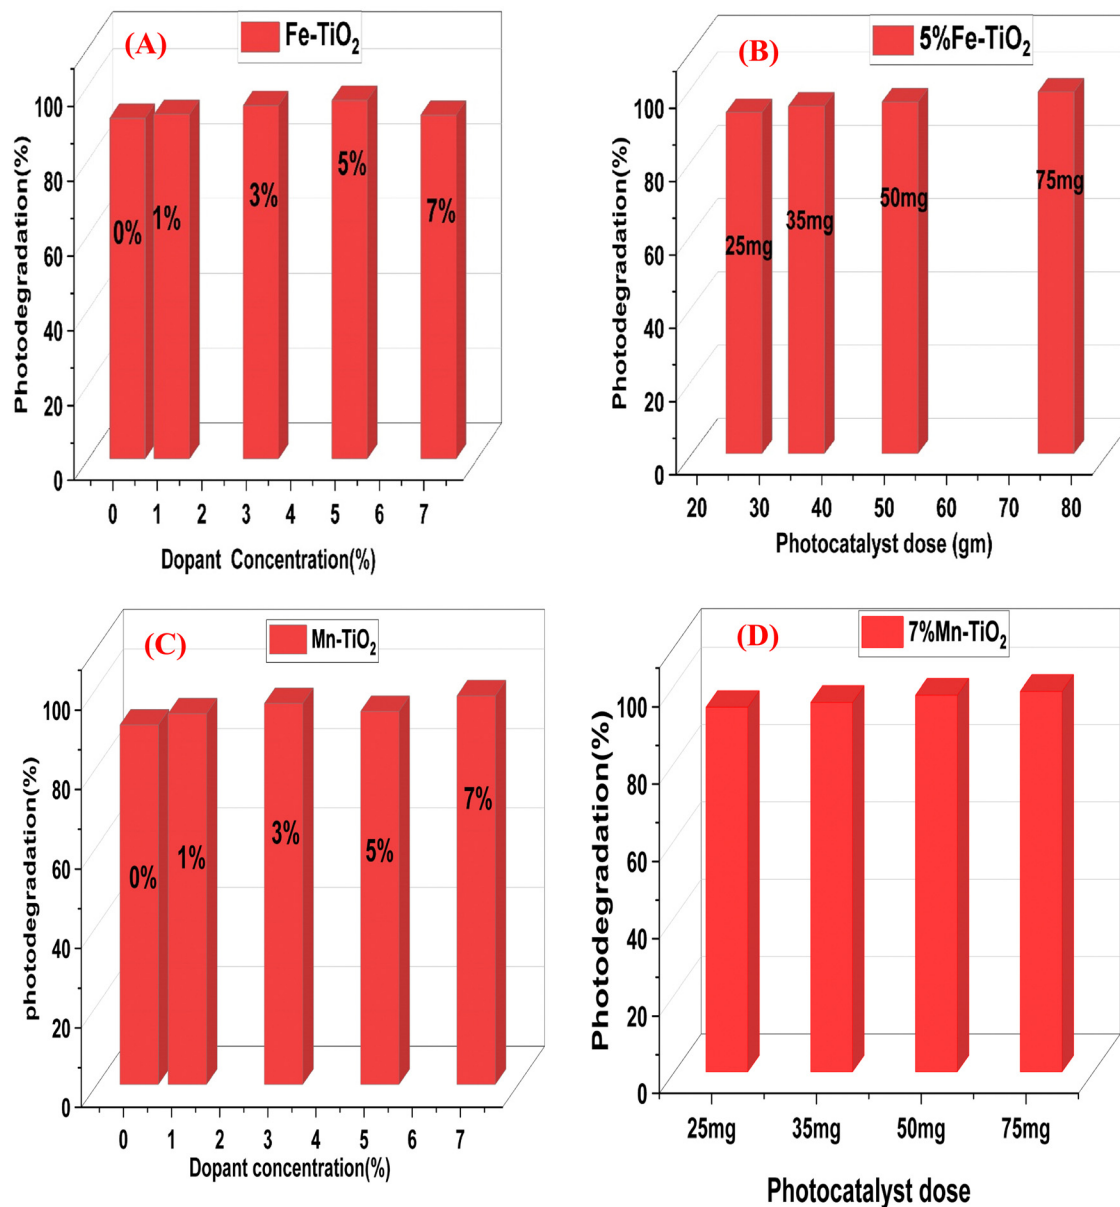 (A)
Fe-TiO₂
Photodegradation(%)
100
80
60
40
20
0
0%
1%
3%
5%
7%
0 1 2 3 4 5 6 7
Dopant Concentration(%)
(B)
5%Fe-TiO₂
Photodegradation(%)
100
80
60
40
20
0
25mg
35mg
50mg
75mg
20 30 40 50 60 70 80
Photocatalyst dose (gm)
(C)
Mn-TiO₂
photodegradation(%)
100
80
60
40
20
0
0%
1%
3%
5%
7%
0 1 2 3 4 5 6 7
Dopant concentration(%)
(D)
7%Mn-TiO₂
Photodegradation(%)
100
80
60
40
20
0
25mg 35mg 50mg 75mg
Photocatalyst dose